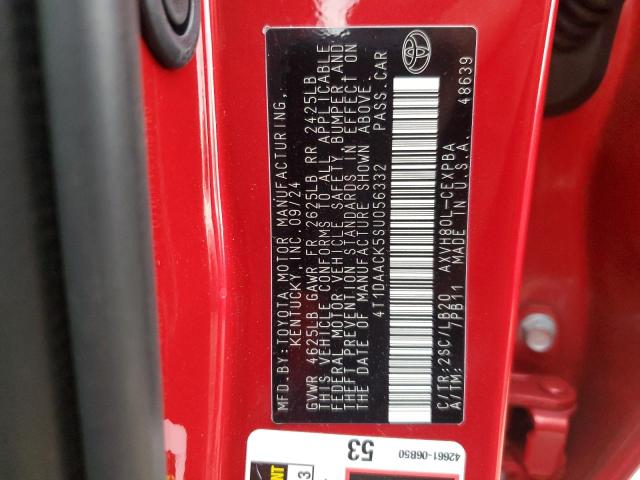 MFD.BY:TOYOTA MOTOR MANUFACTURING,
KENTUCKY, INC. 09/24
GVWR 4625LB GAWR FR 2625LB RR 2425LB
THIS VEHICLE CONFORMS TO ALL APPLICABLE
FEDERAL MOTOR VEHICLE SAFETY, BUMPER, AND
THEFT PREVENTION STANDARDS IN EFFECT ON
THE DATE OF MANUFACTURE SHOWN ABOVE.
4T1DAACK5SU056332 PASS.CAR
C/TR:2SC/LB20 AXVH80L-CEXPBA
A/TM: 7PB11 MADE IN U.S.A. 48639
53
42661-06B50